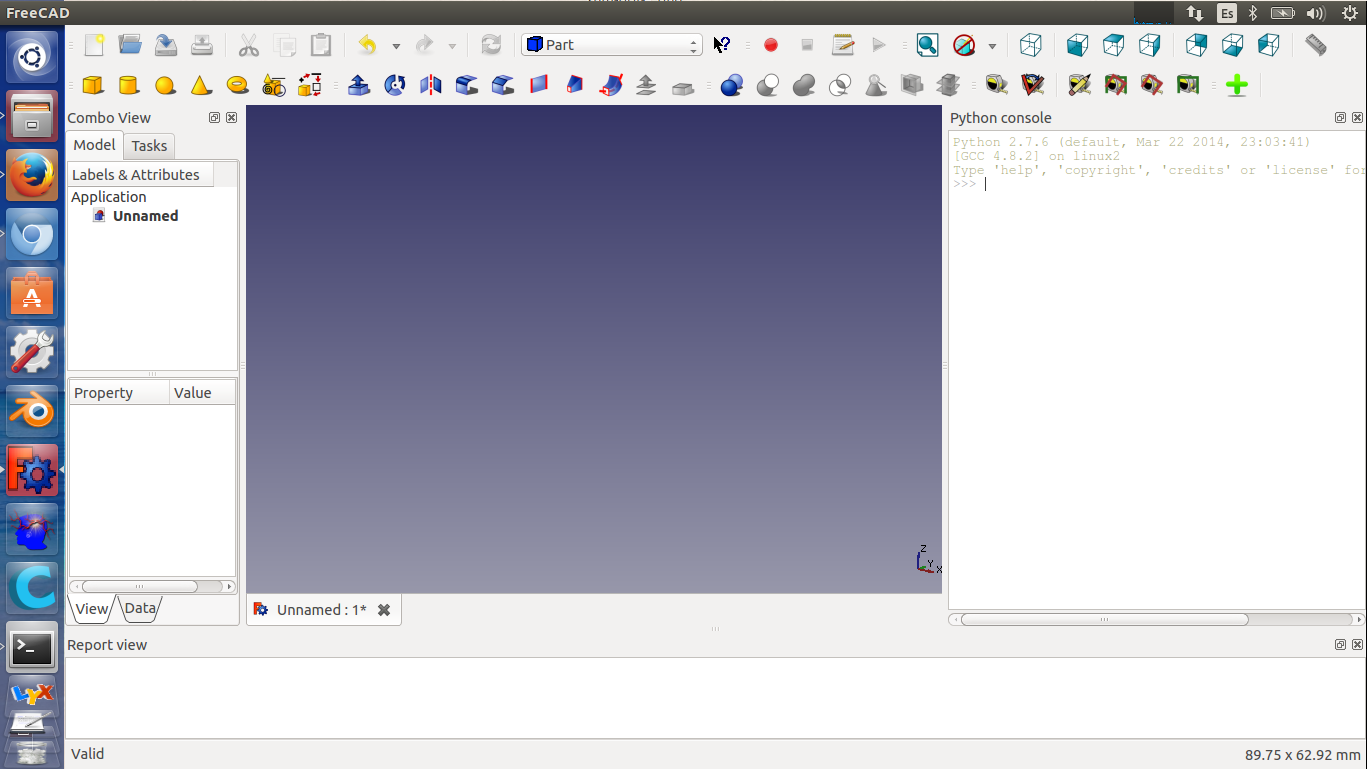 FreeCAD
Es
Part
Combo View
Python console
Model
Tasks
Labels & Attributes
Application
Unnamed
Python 2.7.6 (default, Mar 22 2014, 23:03:41)
[GCC 4.8.2] on linux2
Type 'help', 'copyright', 'credits' or 'license' for
>>>
Property
Value
Z
Y
X
View
Data
Unnamed : 1*
Report view
LyX
Valid
89.75 x 62.92 mm